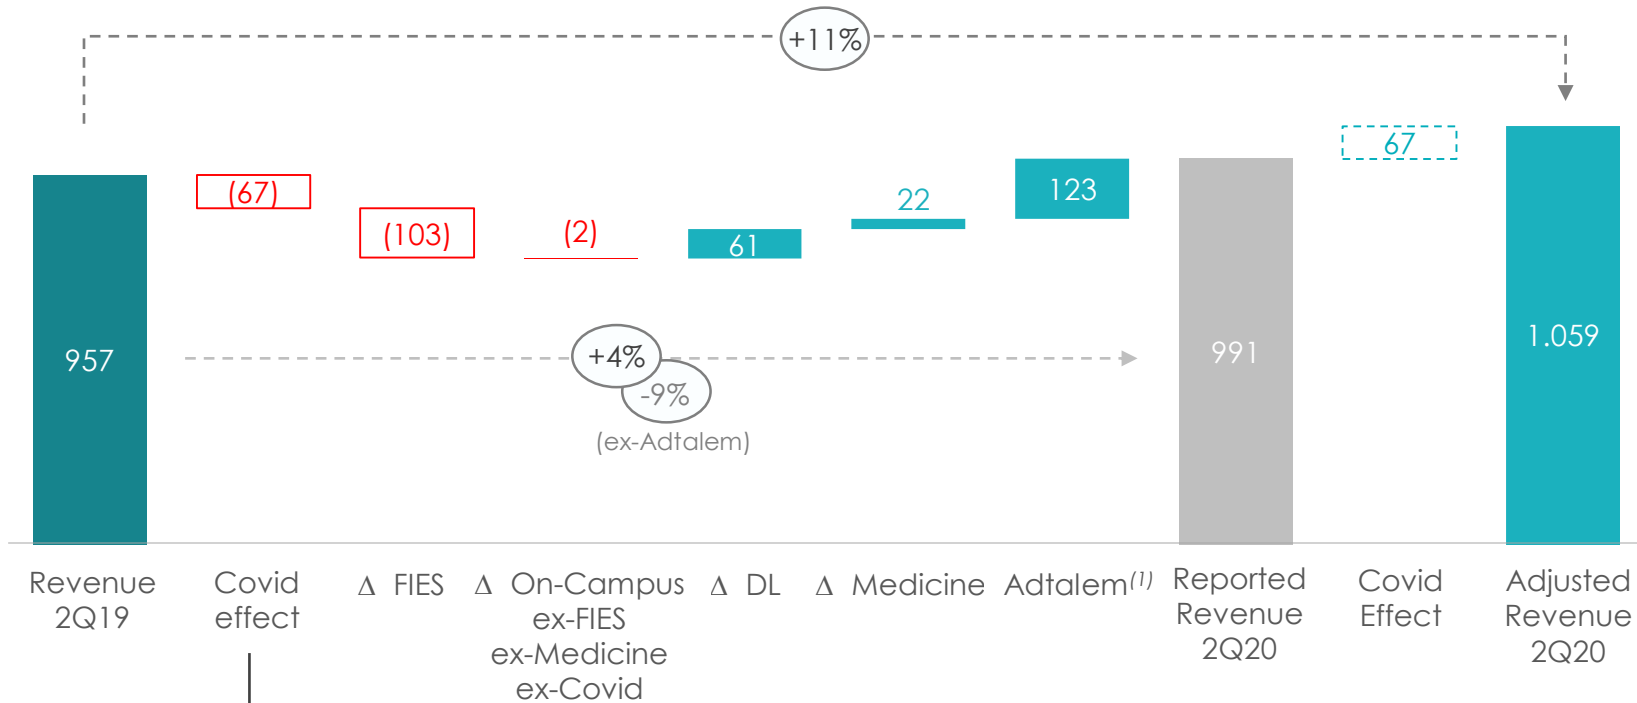 +11%
(67)
(103)
(2)
61
22
123
67
957
+4%
-9%
(ex-Adtalem)
991
1.059
Revenue
2Q19
Covid
effect
Δ FIES
Δ On-Campus
ex-FIES
ex-Medicine
ex-Covid
Δ DL
Δ Medicine
Adtalem(1)
Reported
Revenue
2Q20
Covid
Effect
Adjusted
Revenue
2Q20